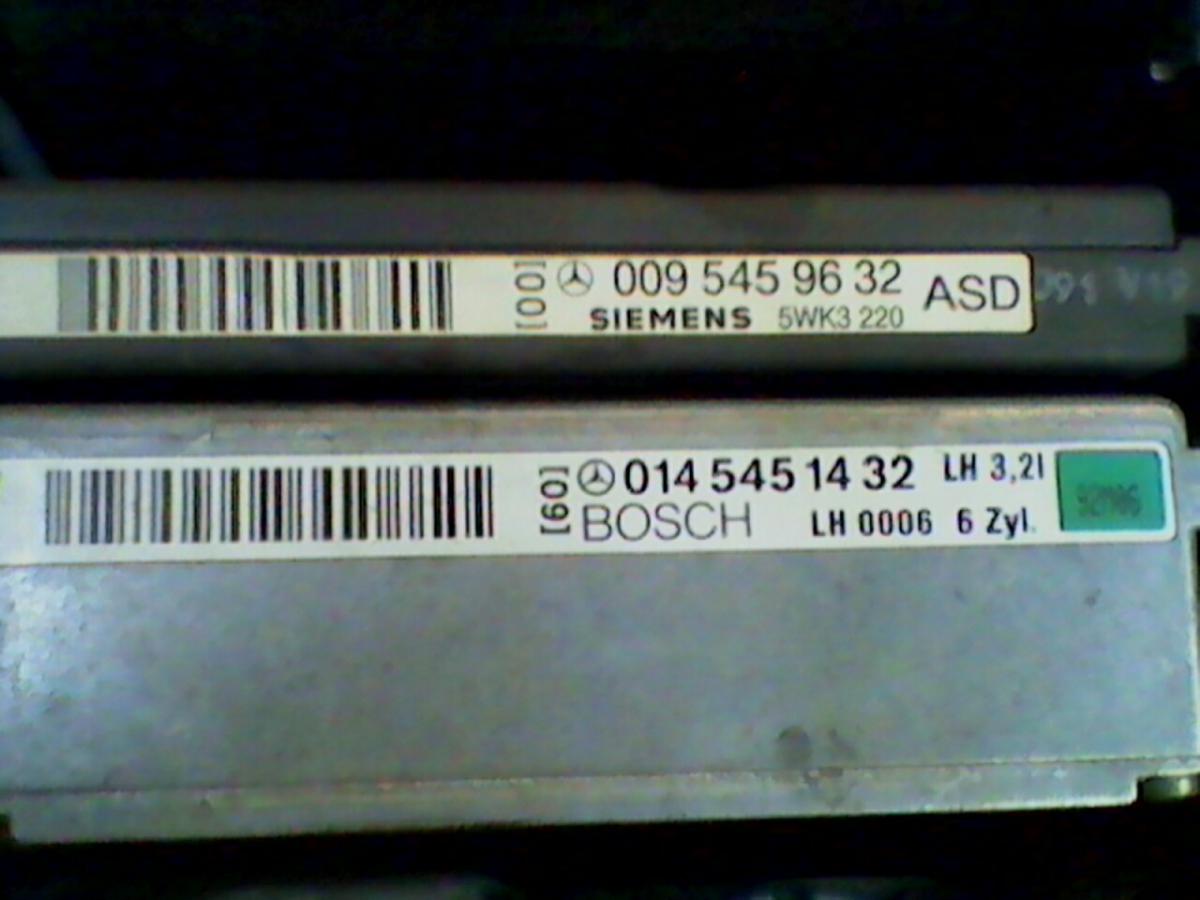 [00] 009 545 96 32 ASD
SIEMENS 5WK3 220
[60] 014 545 14 32 LH 3,2l
BOSCH LH 0006 6 Zyl.